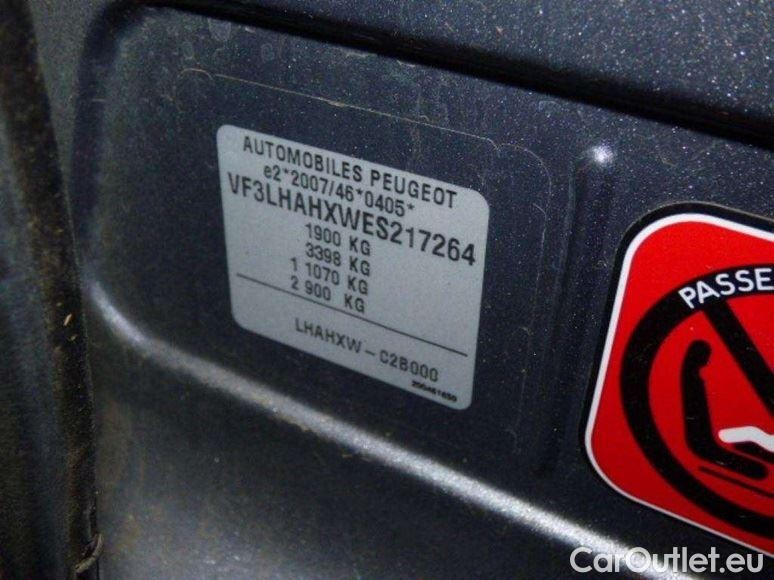 AUTOMOBILES PEUGEOT
e2*2007/46*0405*
VF3LHAHXWES217264
1900 KG
3398 KG
1 1070 KG
2 900 KG
LHAHXW - C2B000
PASSE
CarOutlet.eu